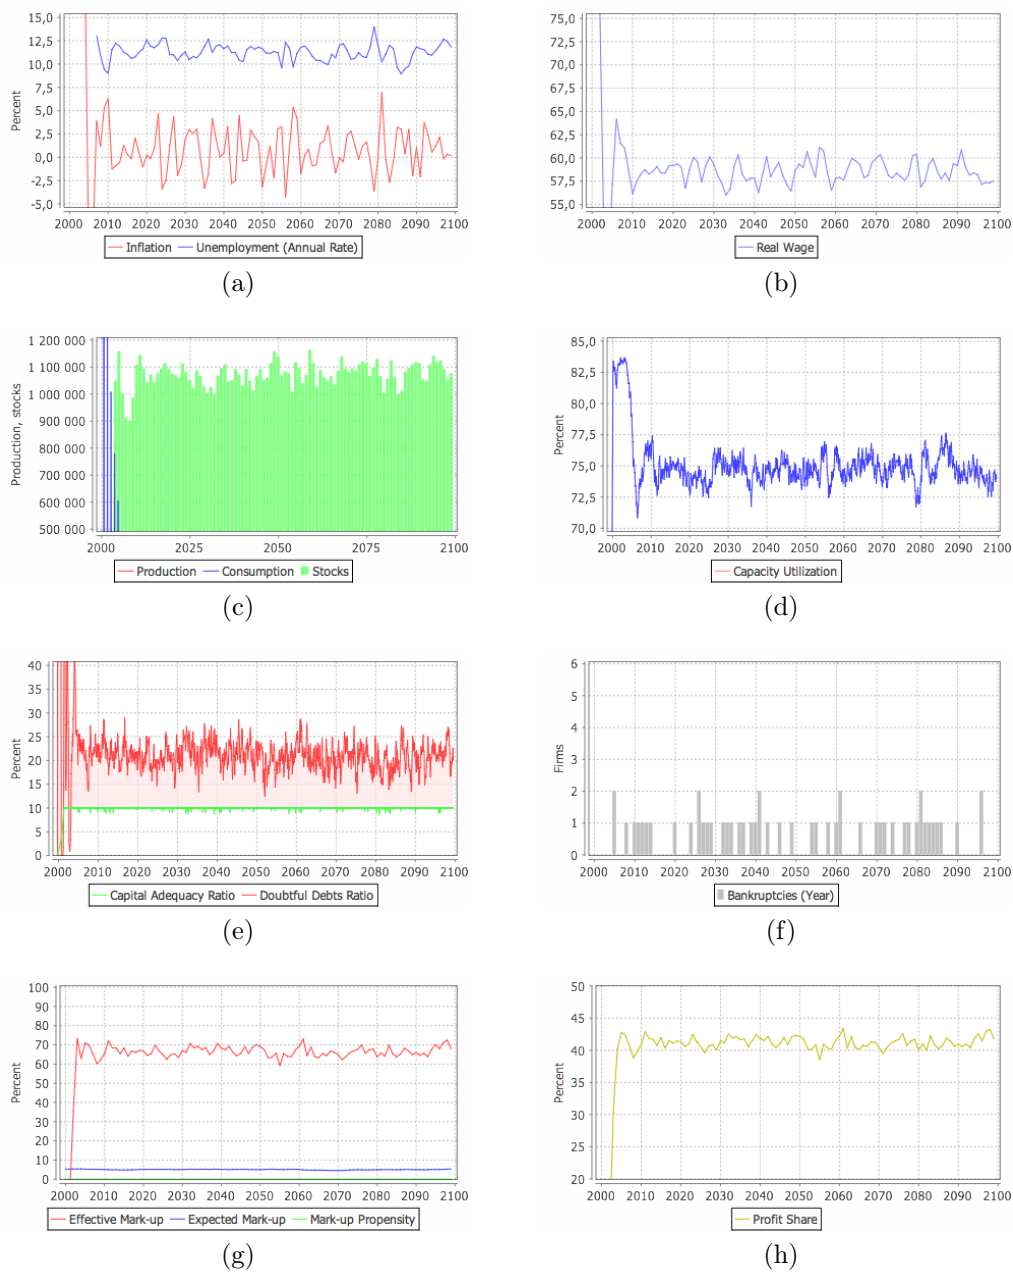 15,0
12,5
10,0
7,5
5,0
2,5
0,0
-2,5
-5,0
Percent
2000 2010 2020 2030 2040 2050 2060 2070 2080 2090 2100
Inflation Unemployment (Annual Rate)
(a)
75,0
72,5
70,0
67,5
65,0
62,5
60,0
57,5
55,0
Percent
2000 2010 2020 2030 2040 2050 2060 2070 2080 2090 2100
Real Wage
(b)
1 200 000
1 100 000
1 000 000
900 000
800 000
700 000
600 000
500 000
Production, stocks
2000 2025 2050 2075 2100
Production Consumption Stocks
(c)
85,0
82,5
80,0
77,5
75,0
72,5
70,0
Percent
2000 2010 2020 2030 2040 2050 2060 2070 2080 2090 2100
Capacity Utilization
(d)
40
35
30
25
20
15
10
5
0
Percent
2000 2010 2020 2030 2040 2050 2060 2070 2080 2090 2100
Capital Adequacy Ratio Doubtful Debts Ratio
(e)
6
5
4
3
2
1
0
Firms
2000 2010 2020 2030 2040 2050 2060 2070 2080 2090 2100
Bankruptcies (Year)
(f)
100
90
80
70
60
50
40
30
20
10
0
Percent
2000 2010 2020 2030 2040 2050 2060 2070 2080 2090 2100
Effective Mark-up Expected Mark-up Mark-up Propensity
(g)
50
45
40
35
30
25
20
Percent
2000 2010 2020 2030 2040 2050 2060 2070 2080 2090 2100
Profit Share
(h)